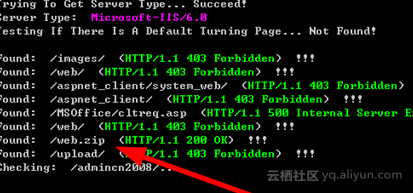 Trying To Get Server Type... Succeed!
Server Type:  Microsoft-IIS/6.0
Testing If There Is A Default Turning Page... Not Found!
Found:  /images/  (HTTP/1.1 403 Forbidden)  !!!
Found:  /web/  (HTTP/1.1 403 Forbidden)  !!!
Found:  /aspnet_client/system_web/  (HTTP/1.1 403 Forbidden)
Found:  /aspnet_client/  (HTTP/1.1 403 Forbidden)  !!!
Found:  /MSOffice/cltreq.asp  (HTTP/1.1 500 Internal Server E
Found:  /web/  (HTTP/1.1 403 Forbidden)  !!!
Found:  /web.zip  (HTTP/1.1 200 OK)  !!!
Found:  /upload/  (HTTP/1.1 403 Forbidden)  !!!
Checking:  /admincn2008/...
云栖社区 yq.aliyun.com